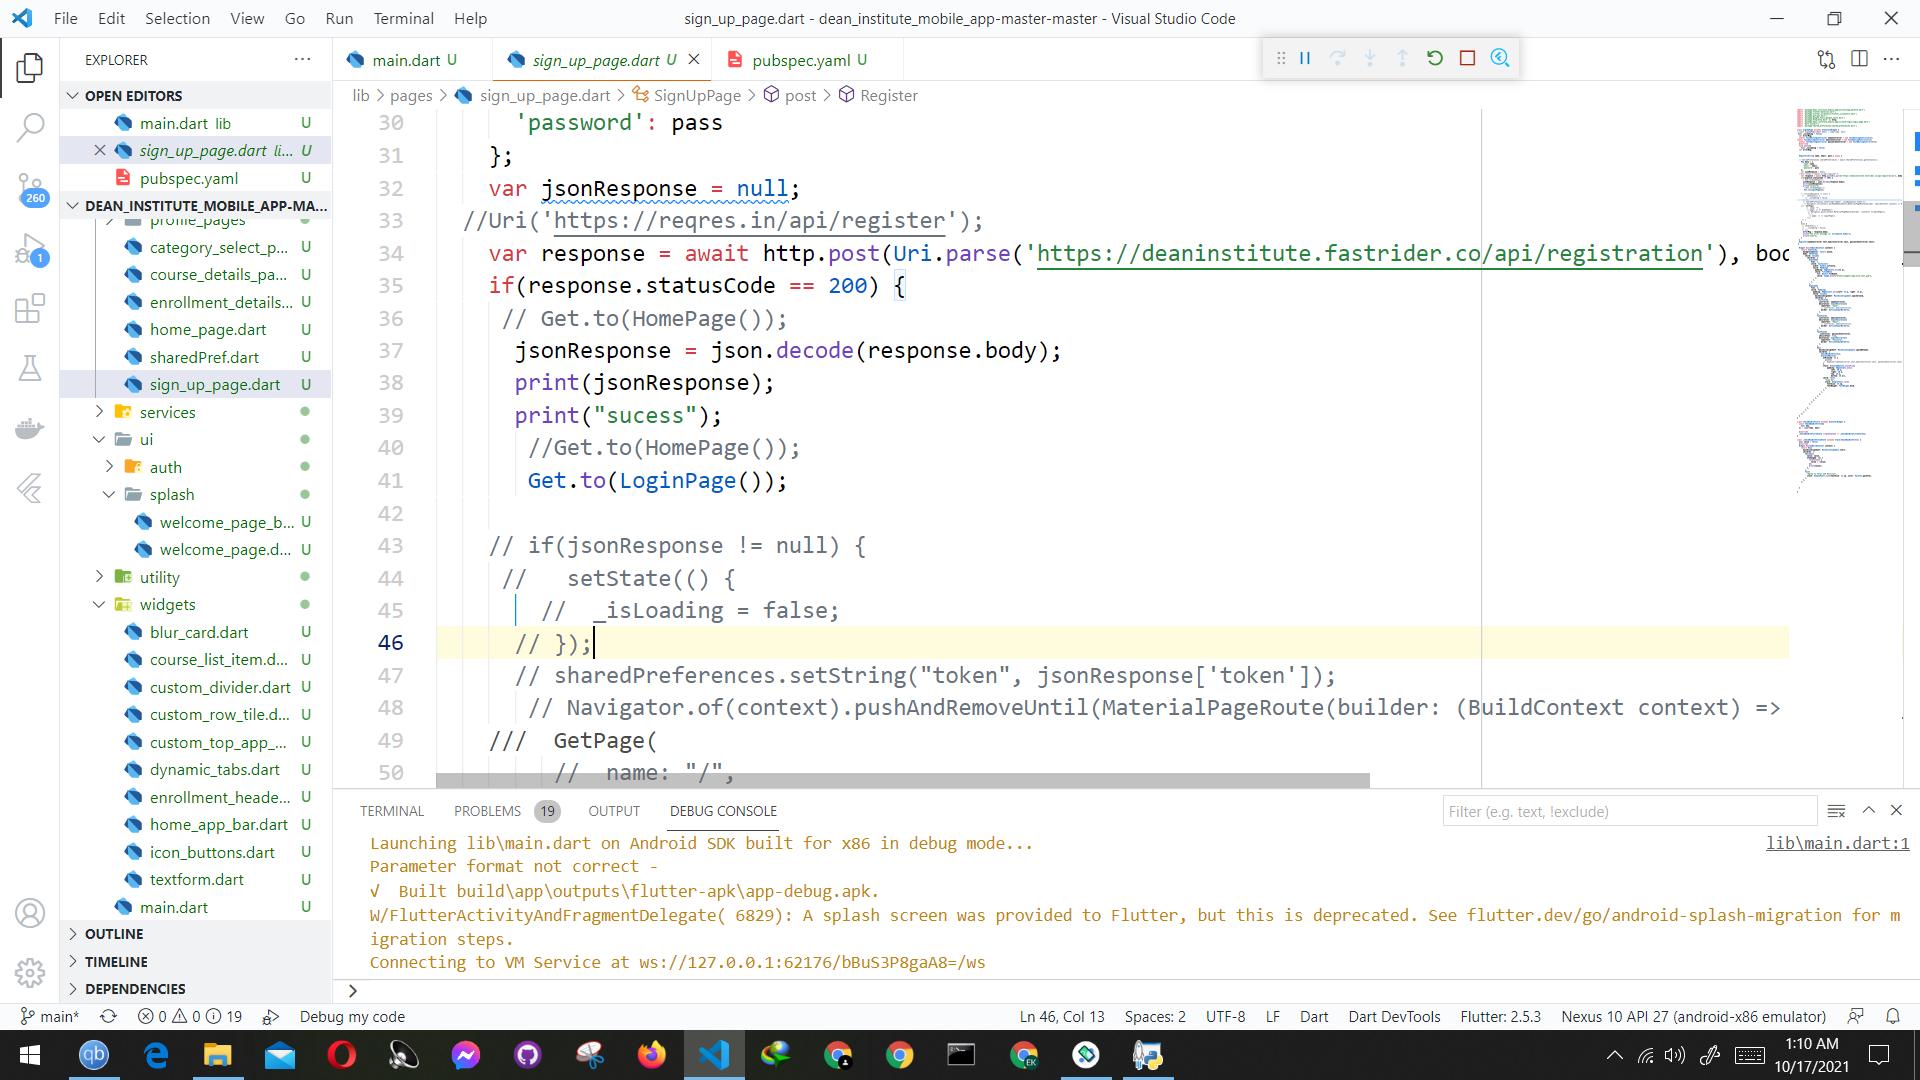 File Edit Selection View Go Run Terminal Help
sign_up_page.dart - dean_institute_mobile_app-master-master - Visual Studio Code
EXPLORER
OPEN EDITORS
main.dart lib U
sign_up_page.dart li... U
pubspec.yaml U
DEAN_INSTITUTE_MOBILE_APP-MA...
profile_pages
category_select_p... U
course_details_pa... U
enrollment_details... U
home_page.dart U
sharedPref.dart U
sign_up_page.dart U
services
ui
auth
splash
welcome_page_b... U
welcome_page.d... U
utility
widgets
blur_card.dart U
course_list_item.d... U
custom_divider.dart U
custom_row_tile.d... U
custom_top_app_... U
dynamic_tabs.dart U
enrollment_heade... U
home_app_bar.dart U
icon_buttons.dart U
textform.dart U
main.dart U
OUTLINE
TIMELINE
DEPENDENCIES
260
1
main.dart U
sign_up_page.dart U
pubspec.yaml U
lib > pages > sign_up_page.dart > SignUpPage > post > Register
30 'password': pass
31 };
32 var jsonResponse = null;
33 //Uri('https://reqres.in/api/register');
34 var response = await http.post(Uri.parse('https://deaninstitute.fastrider.co/api/registration'), bod
35 if(response.statusCode == 200) {
36 // Get.to(HomePage());
37 jsonResponse = json.decode(response.body);
38 print(jsonResponse);
39 print("sucess");
40 //Get.to(HomePage());
41 Get.to(LoginPage());
42
43 // if(jsonResponse != null) {
44 // setState(() {
45 // _isLoading = false;
46 // });
47 // sharedPreferences.setString("token", jsonResponse['token']);
48 // Navigator.of(context).pushAndRemoveUntil(MaterialPageRoute(builder: (BuildContext context) =>
49 /// GetPage(
50 // name: "/",
TERMINAL PROBLEMS 19 OUTPUT DEBUG CONSOLE
Filter (e.g. text, !exclude)
Launching lib\main.dart on Android SDK built for x86 in debug mode...
lib\main.dart:1
Parameter format not correct -
√ Built build\app\outputs\flutter-apk\app-debug.apk.
W/FlutterActivityAndFragmentDelegate( 6829): A splash screen was provided to Flutter, but this is deprecated. See flutter.dev/go/android-splash-migration for m
igration steps.
Connecting to VM Service at ws://127.0.0.1:62176/bBuS3P8gaA8=/ws
>
main* 0 0 19 Debug my code
Ln 46, Col 13 Spaces: 2 UTF-8 LF Dart Dart DevTools Flutter: 2.5.3 Nexus 10 API 27 (android-x86 emulator)
qb
EK
1:10 AM
10/17/2021